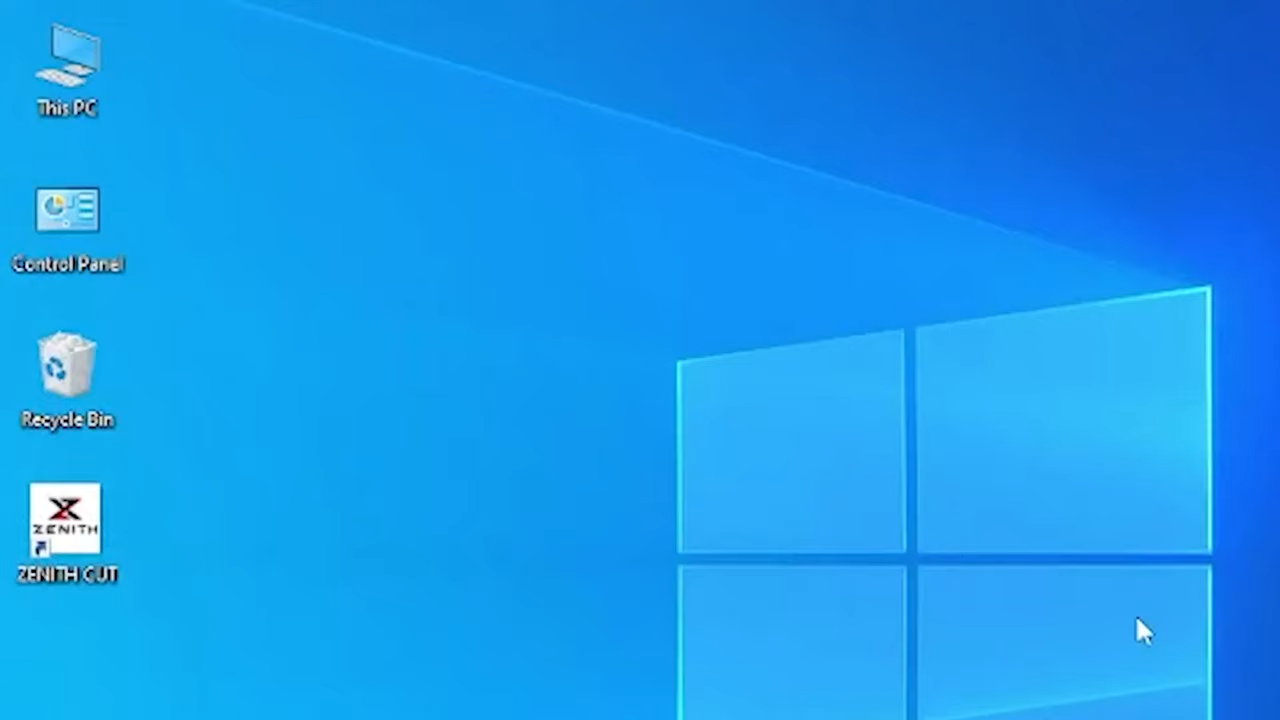 This PC
Control Panel
Recycle Bin
ZENITH
ZENITH CUT